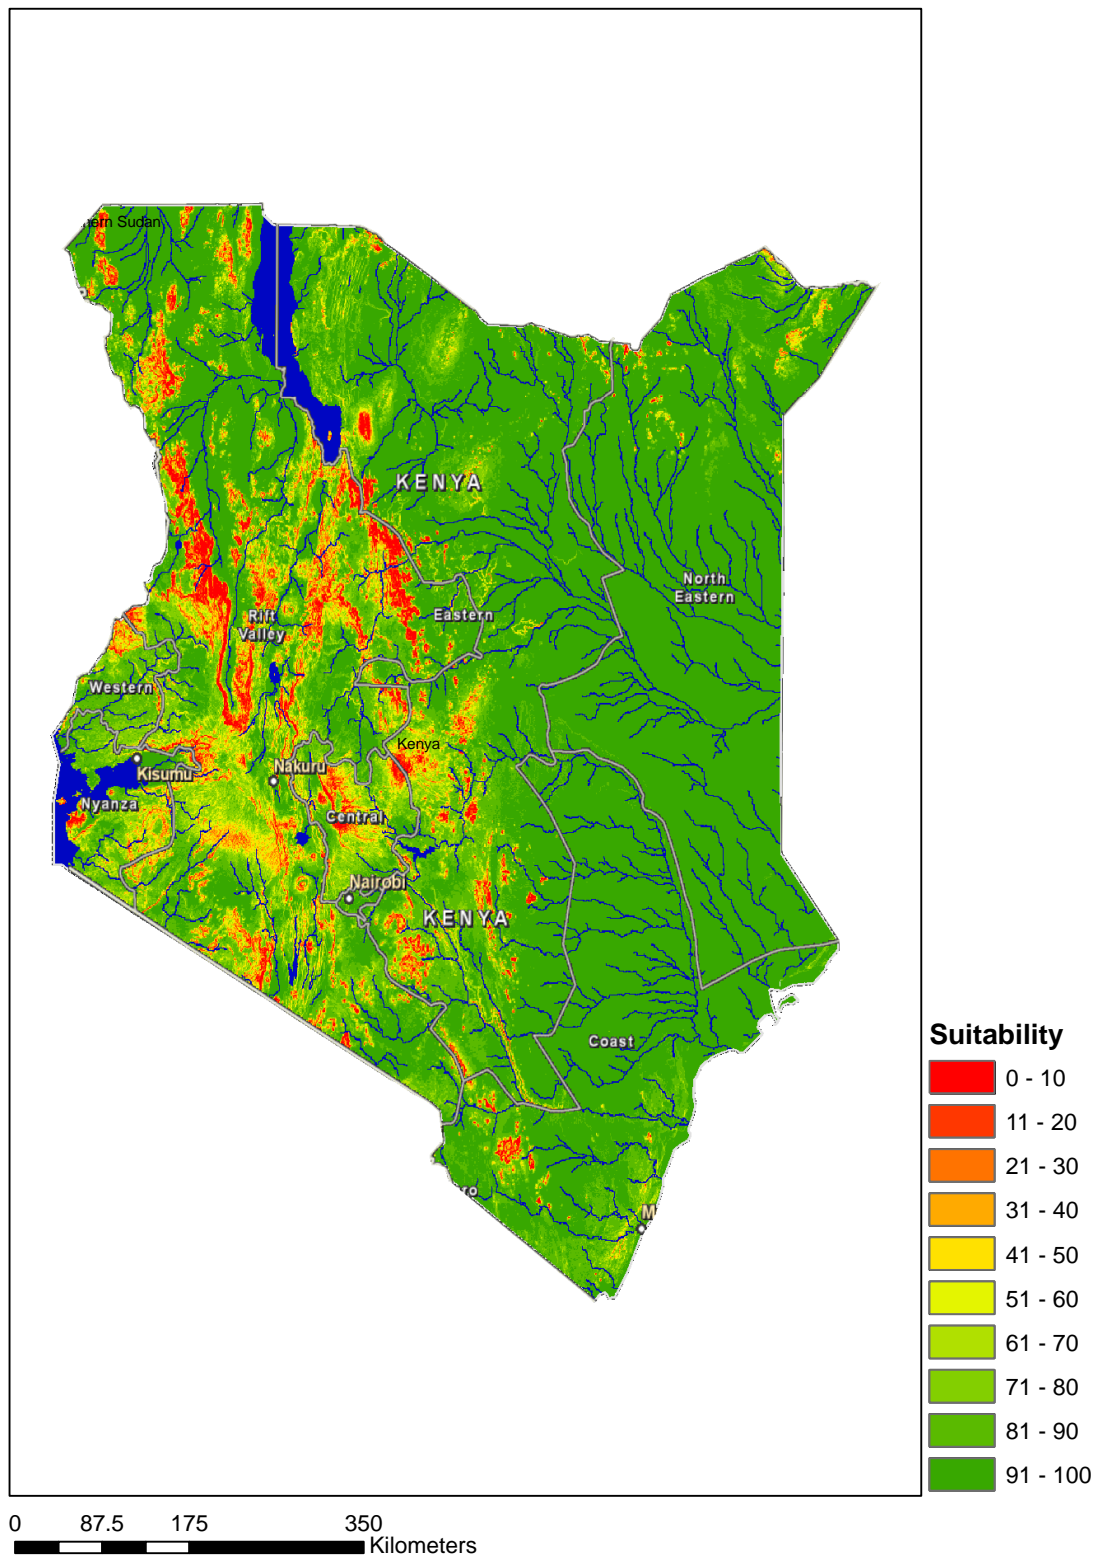 ern Sudan
KENYA
North
Eastern
Eastern
Rift
Valley
Western
Kenya
Kisumu
Nakuru
Nyanza
Central
Nairobi
KENYA
Coast
ro
M
Suitability
0 - 10
11 - 20
21 - 30
31 - 40
41 - 50
51 - 60
61 - 70
71 - 80
81 - 90
91 - 100
0 87.5 175 350
Kilometers